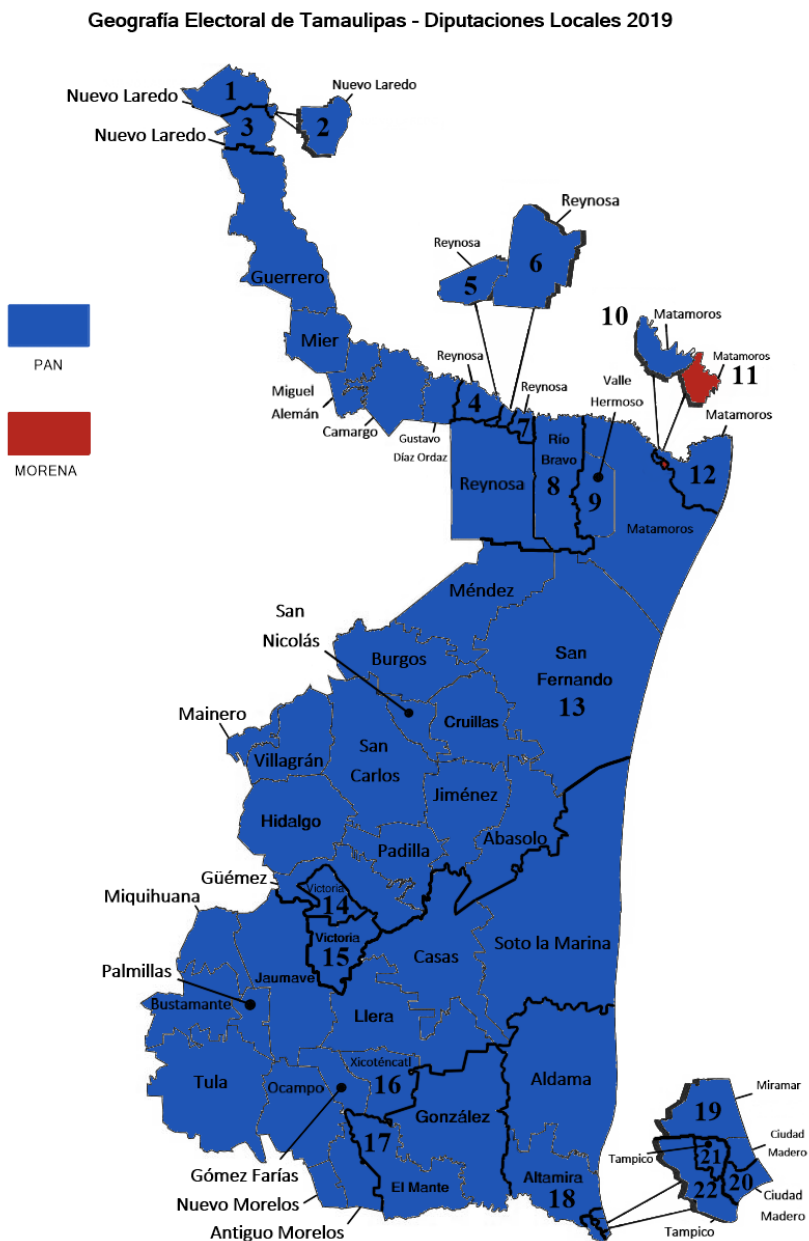 Geografía Electoral de Tamaulipas - Diputaciones Locales 2019
Nuevo Laredo
1
Nuevo Laredo
2
Nuevo Laredo
3
Guerrero
PAN
MORENA
Mier
Miguel
Alemán
Camargo
Gustavo
Díaz Ordaz
Reynosa
4
Reynosa
5
Reynosa
6
Reynosa
7
Reynosa
Río
Bravo
8
Valle
Hermoso
9
10
Matamoros
Matamoros
11
Matamoros
12
Matamoros
Méndez
San
Nicolás
Burgos
San
Fernando
13
Cruillas
Mainero
Villagrán
San
Carlos
Jiménez
Hidalgo
Abasolo
Padilla
Güémez
Victoria
14
Miquihuana
Victoria
15
Casas
Soto la Marina
Palmillas
Jaumave
Bustamante
Llera
Xicoténcatl
16
Tula
Ocampo
Aldama
González
17
Gómez Farías
El Mante
Altamira
18
Nuevo Morelos
Antiguo Morelos
Miramar
19
Ciudad
Madero
Tampico
21
20
22
Ciudad
Madero
Tampico